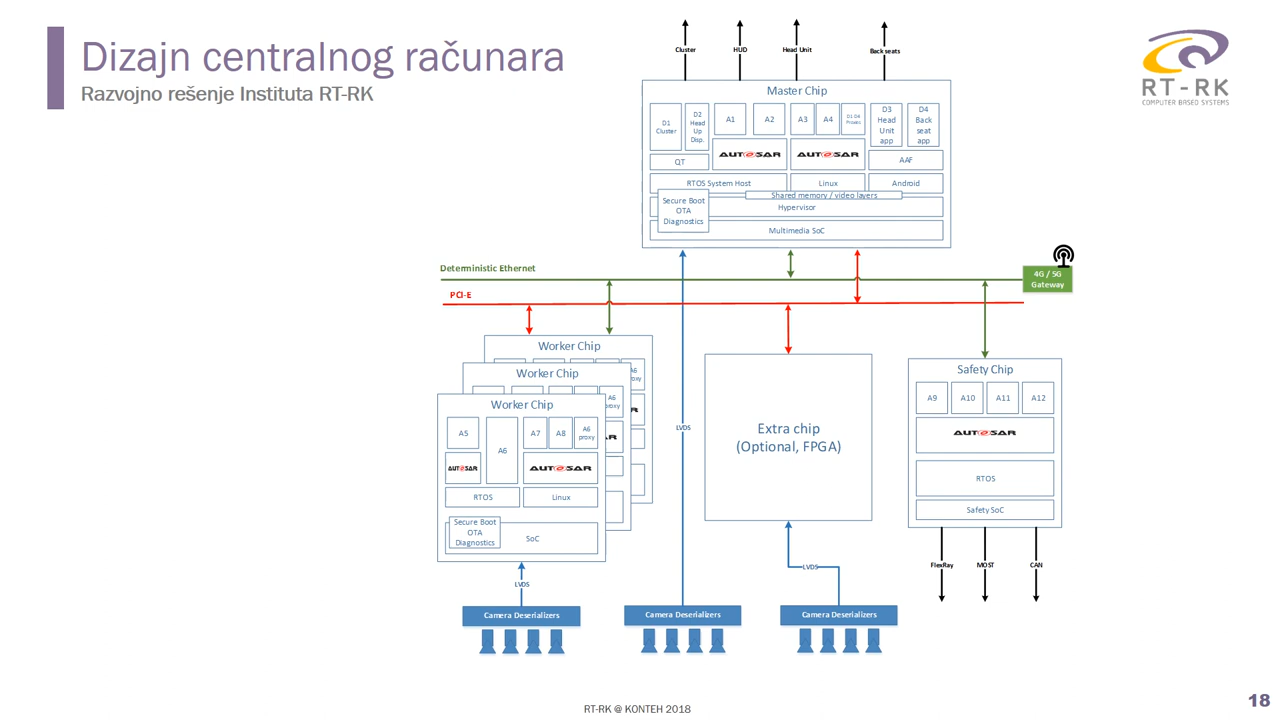 Dizajn centralnog računara
Razvojno rešenje Instituta RT-RK
RT-RK
COMPUTER BASED SYSTEMS
Cluster
HUD
Head Unit
Back seats
Master Chip
D1
Cluster
D2
Head
Up
Disp.
A1
A2
A3
A4
D3
Head
Unit
app
D4
Back
seat
app
QT
AUTOSAR
AUTOSAR
AAF
RTOS System Host
Linux
Android
Shared memory / video layers
Secure Boot
OTA
Diagnostics
Hypervisor
Multimedia SoC
Deterministic Ethernet
PCI-E
4G / 5G
Gateway
Worker Chip
A6
Worker Chip
A6
proxy
Worker Chip
A5
A6
A7
A8
A6
proxy
AUTOSAR
AUTOSAR
RTOS
Linux
Secure Boot
OTA
Diagnostics
SoC
LVDS
Camera Deserializers
LVDS
Camera Deserializers
Extra chip
(Optional, FPGA)
LVDS
Camera Deserializers
Safety Chip
A9
A10
A11
A12
AUTOSAR
RTOS
Safety SoC
FlexRay
MOST
CAN
RT-RK @ KONTEH 2018
18